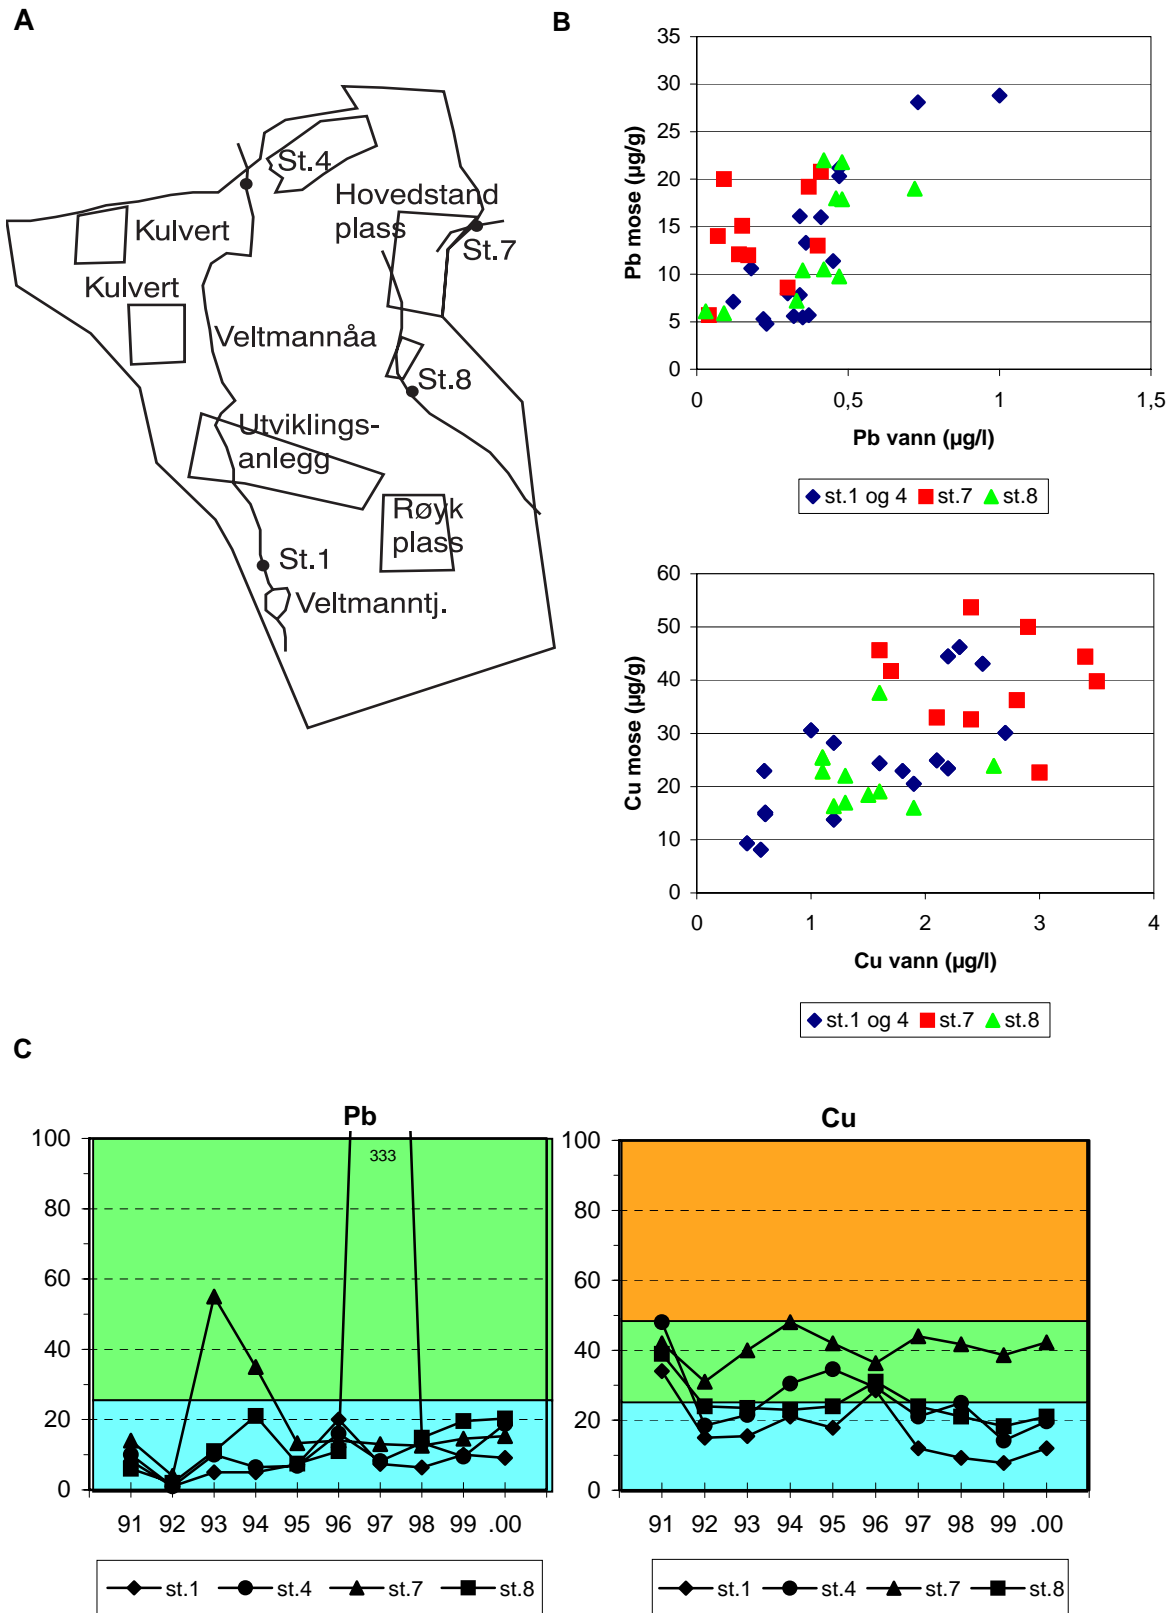 A
St.4
Hovedstand
plass
St.7
Kulvert
Kulvert
Veltmannåa
St.8
Utviklings-
anlegg
Røyk
plass
St.1
Veltmanntj.
B
35
30
25
20
15
10
5
0
Pb mose (µg/g)
0 0,5 1 1,5
Pb vann (µg/l)
st.1 og 4 st.7 st.8
60
50
40
30
20
10
0
Cu mose (µg/g)
0 1 2 3 4
Cu vann (µg/l)
st.1 og 4 st.7 st.8
C
Pb
100
80
60
40
20
0
333
91 92 93 94 95 96 97 98 99 .00
st.1 st.4 st.7 st.8
Cu
100
80
60
40
20
0
91 92 93 94 95 96 97 98 99 .00
st.1 st.4 st.7 st.8